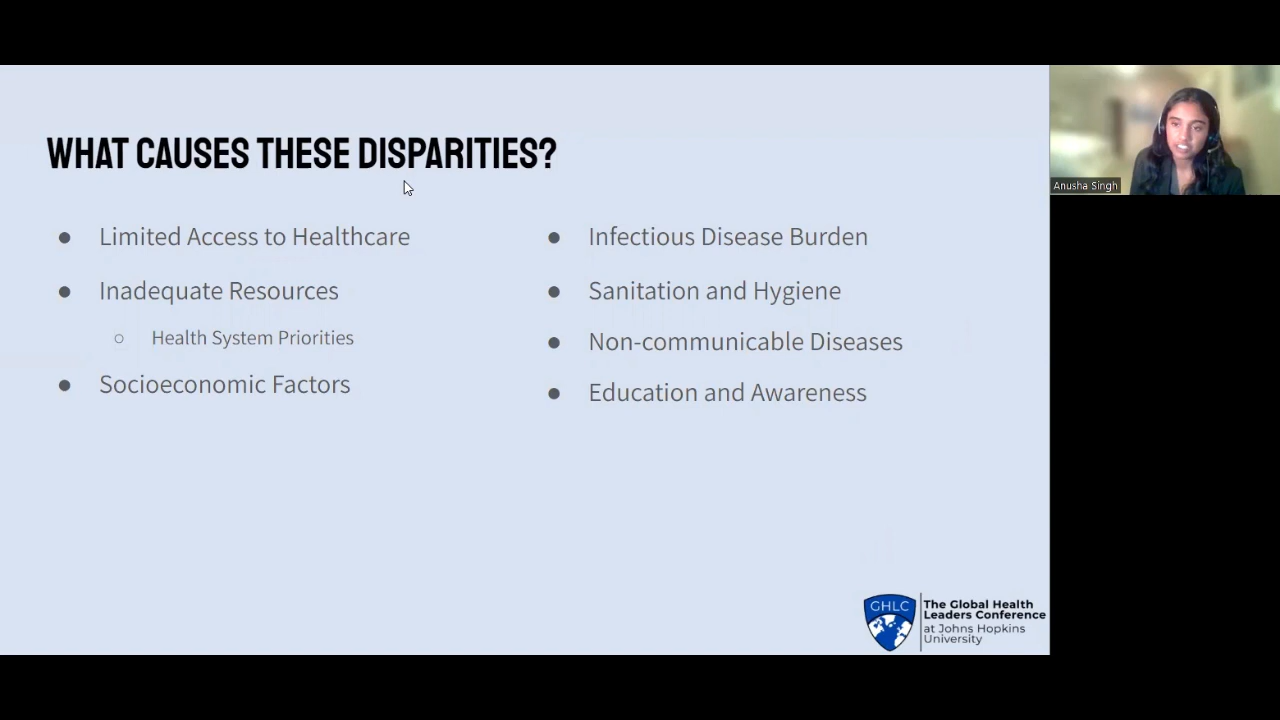 WHAT CAUSES THESE DISPARITIES?
● Limited Access to Healthcare
● Inadequate Resources
○ Health System Priorities
● Socioeconomic Factors
● Infectious Disease Burden
● Sanitation and Hygiene
● Non-communicable Diseases
● Education and Awareness
GHLC
The Global Health
Leaders Conference
at Johns Hopkins
University
Anusha Singh